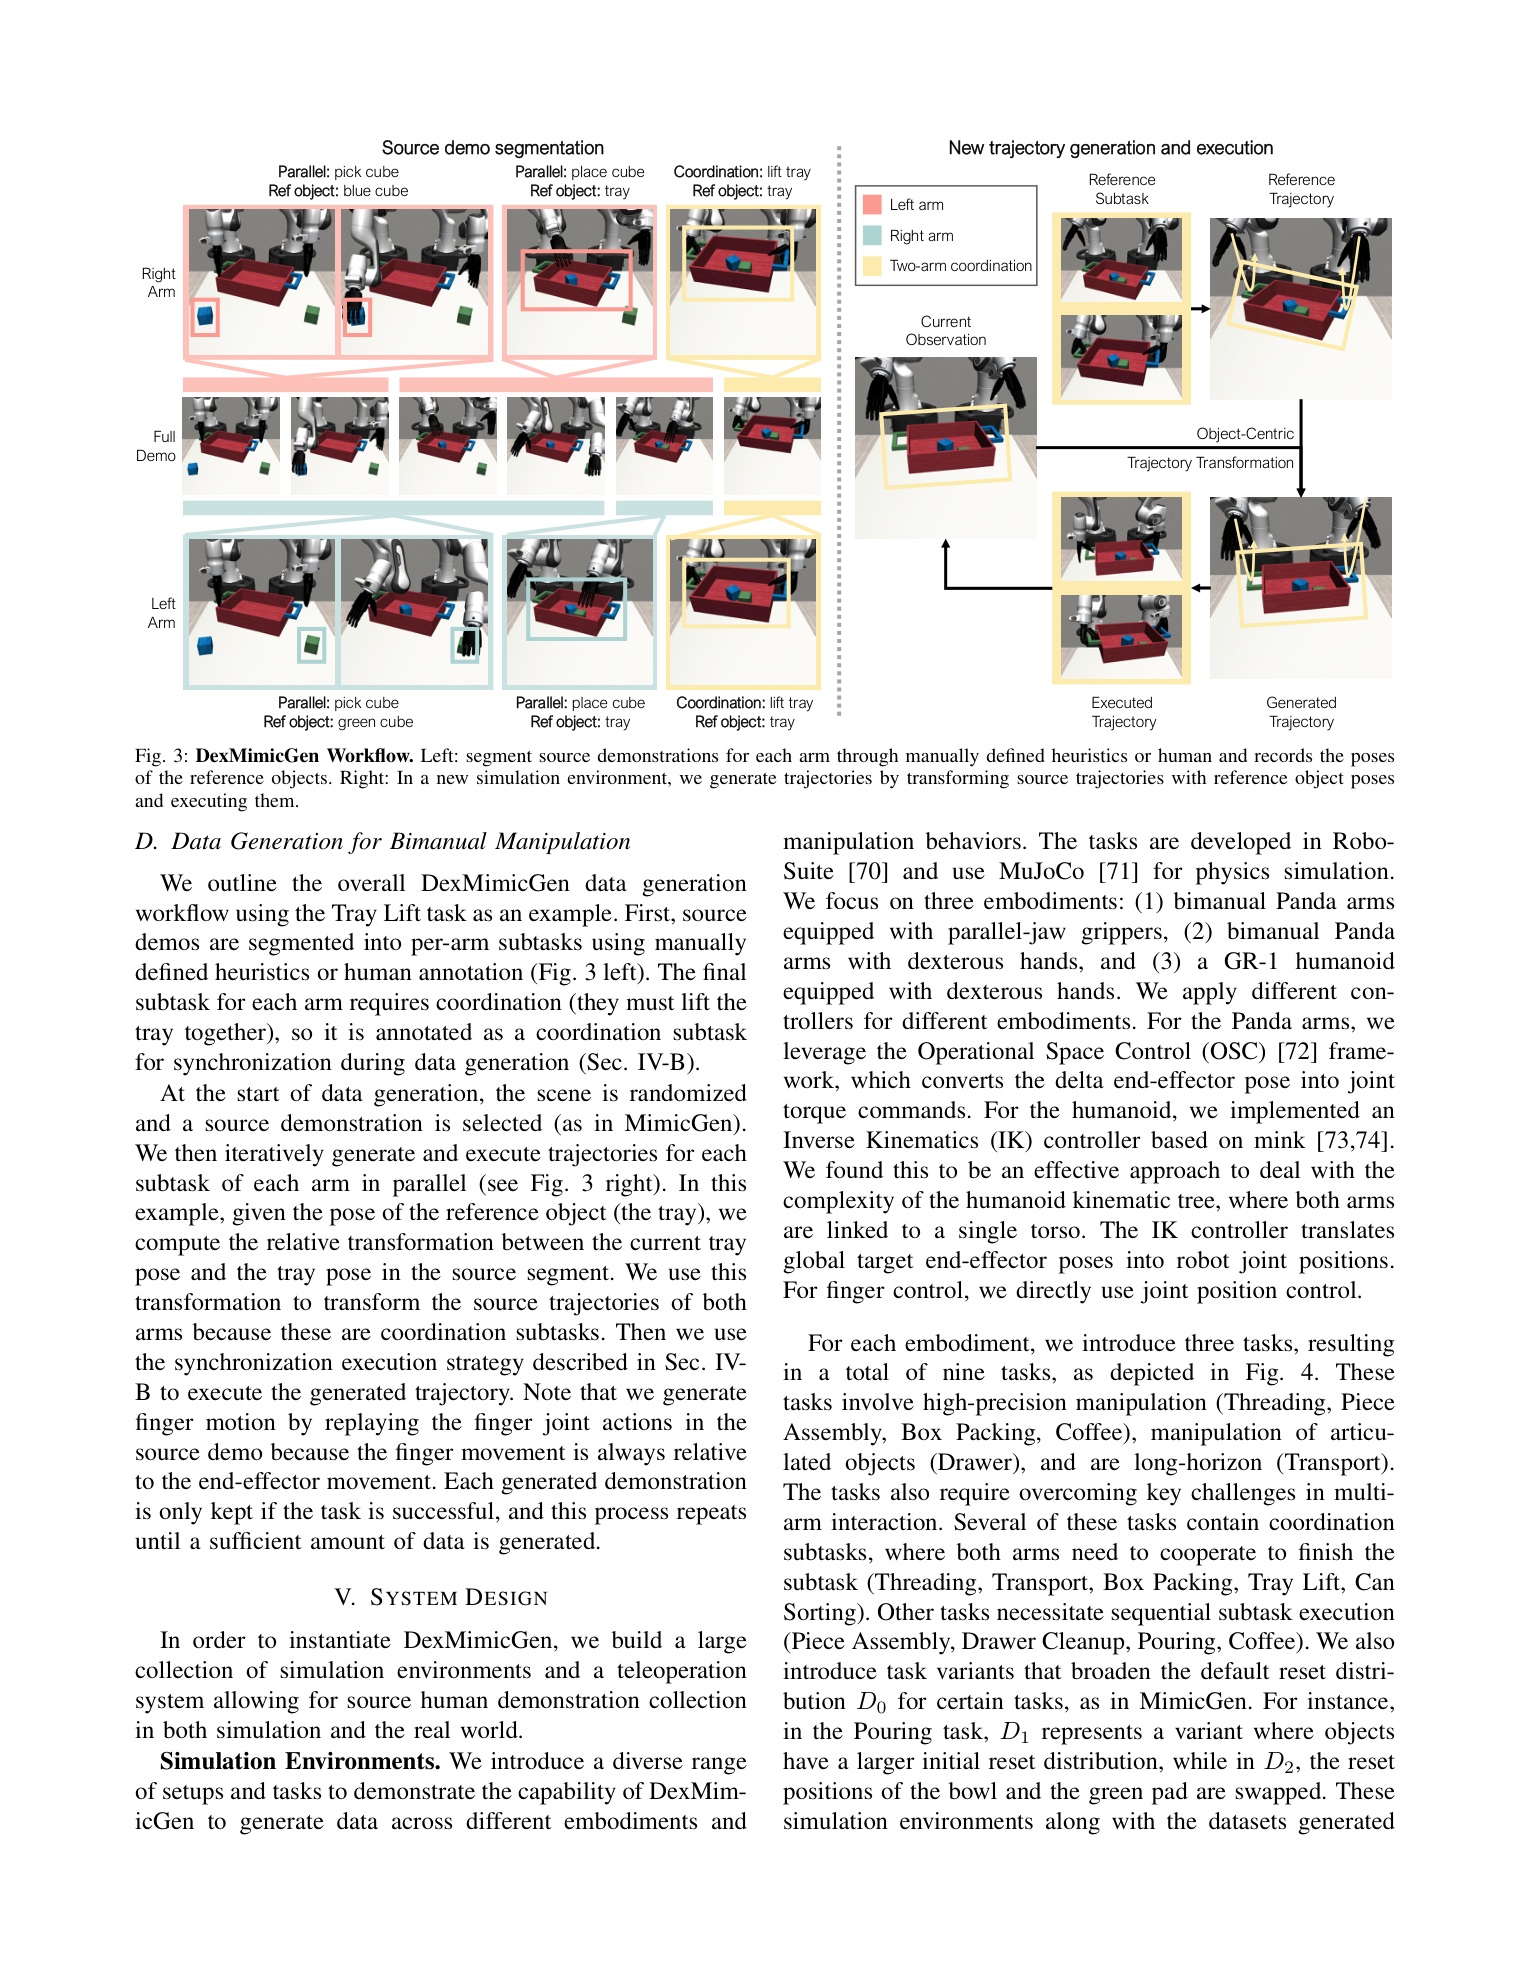 Source demo segmentation
Parallel: pick cube
Ref object: blue cube
Parallel: place cube
Ref object: tray
Coordination: lift tray
Ref object: tray
Right
Arm
Full
Demo
Left
Arm
Parallel: pick cube
Ref object: green cube
Parallel: place cube
Ref object: tray
Coordination: lift tray
Ref object: tray
New trajectory generation and execution
Left arm
Right arm
Two-arm coordination
Reference
Subtask
Reference
Trajectory
Current
Observation
Object-Centric
Trajectory Transformation
Executed
Trajectory
Generated
Trajectory
Fig. 3: DexMimicGen Workflow. Left: segment source demonstrations for each arm through manually defined heuristics or human and records the poses
of the reference objects. Right: In a new simulation environment, we generate trajectories by transforming source trajectories with reference object poses
and executing them.
D. Data Generation for Bimanual Manipulation
We outline the overall DexMimicGen data generation
workflow using the Tray Lift task as an example. First, source
demos are segmented into per-arm subtasks using manually
defined heuristics or human annotation (Fig. 3 left). The final
subtask for each arm requires coordination (they must lift the
tray together), so it is annotated as a coordination subtask
for synchronization during data generation (Sec. IV-B).
At the start of data generation, the scene is randomized
and a source demonstration is selected (as in MimicGen).
We then iteratively generate and execute trajectories for each
subtask of each arm in parallel (see Fig. 3 right). In this
example, given the pose of the reference object (the tray), we
compute the relative transformation between the current tray
pose and the tray pose in the source segment. We use this
transformation to transform the source trajectories of both
arms because these are coordination subtasks. Then we use
the synchronization execution strategy described in Sec. IV-
B to execute the generated trajectory. Note that we generate
finger motion by replaying the finger joint actions in the
source demo because the finger movement is always relative
to the end-effector movement. Each generated demonstration
is only kept if the task is successful, and this process repeats
until a sufficient amount of data is generated.
V. SYSTEM DESIGN
In order to instantiate DexMimicGen, we build a large
collection of simulation environments and a teleoperation
system allowing for source human demonstration collection
in both simulation and the real world.
Simulation Environments. We introduce a diverse range
of setups and tasks to demonstrate the capability of DexMim-
icGen to generate data across different embodiments and
manipulation behaviors. The tasks are developed in Robo-
Suite [70] and use MuJoCo [71] for physics simulation.
We focus on three embodiments: (1) bimanual Panda arms
equipped with parallel-jaw grippers, (2) bimanual Panda
arms with dexterous hands, and (3) a GR-1 humanoid
equipped with dexterous hands. We apply different con-
trollers for different embodiments. For the Panda arms, we
leverage the Operational Space Control (OSC) [72] frame-
work, which converts the delta end-effector pose into joint
torque commands. For the humanoid, we implemented an
Inverse Kinematics (IK) controller based on mink [73,74].
We found this to be an effective approach to deal with the
complexity of the humanoid kinematic tree, where both arms
are linked to a single torso. The IK controller translates
global target end-effector poses into robot joint positions.
For finger control, we directly use joint position control.
For each embodiment, we introduce three tasks, resulting
in a total of nine tasks, as depicted in Fig. 4. These
tasks involve high-precision manipulation (Threading, Piece
Assembly, Box Packing, Coffee), manipulation of articu-
lated objects (Drawer), and are long-horizon (Transport).
The tasks also require overcoming key challenges in multi-
arm interaction. Several of these tasks contain coordination
subtasks, where both arms need to cooperate to finish the
subtask (Threading, Transport, Box Packing, Tray Lift, Can
Sorting). Other tasks necessitate sequential subtask execution
(Piece Assembly, Drawer Cleanup, Pouring, Coffee). We also
introduce task variants that broaden the default reset distri-
bution D0 for certain tasks, as in MimicGen. For instance,
in the Pouring task, D1 represents a variant where objects
have a larger initial reset distribution, while in D2, the reset
positions of the bowl and the green pad are swapped. These
simulation environments along with the datasets generated